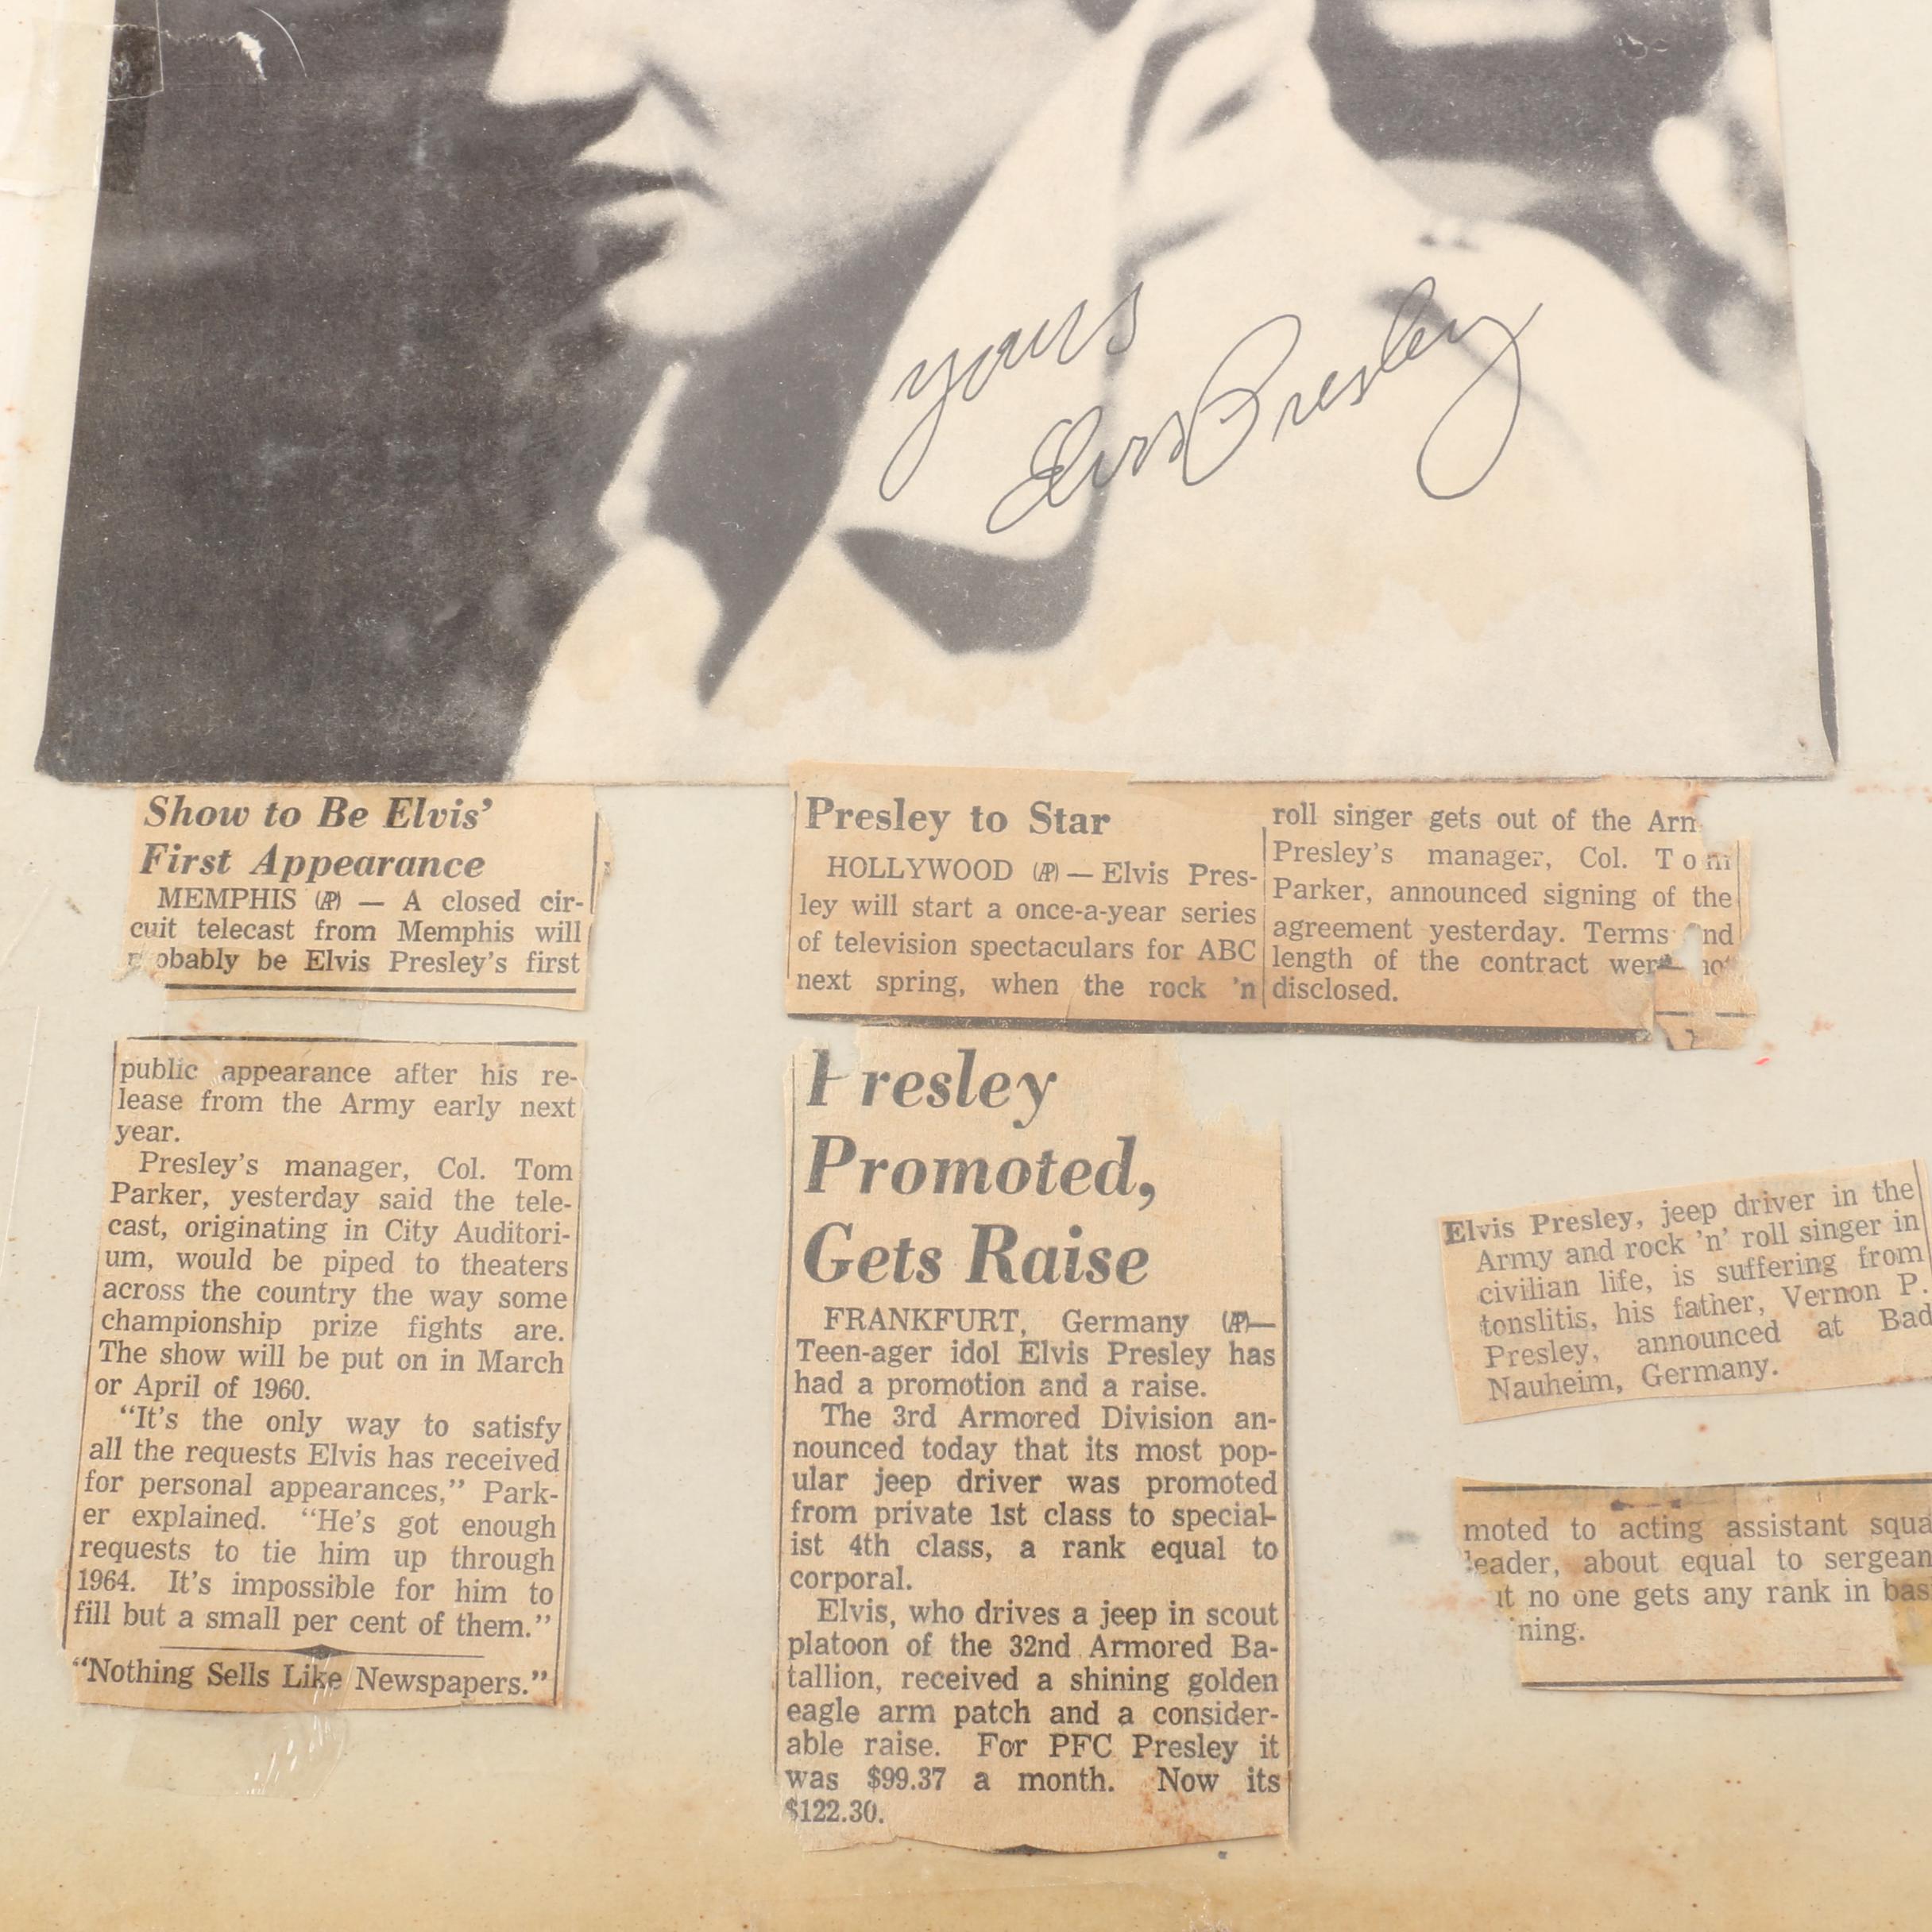 yours
Elvis Presley
Show to Be Elvis'
First Appearance
MEMPHIS (AP) — A closed cir-
cuit telecast from Memphis will
probably be Elvis Presley's first
public appearance after his re-
lease from the Army early next
year.
Presley's manager, Col. Tom
Parker, yesterday said the tele-
cast, originating in City Auditori-
um, would be piped to theaters
across the country the way some
championship prize fights are.
The show will be put on in March
or April of 1960.
"It's the only way to satisfy
all the requests Elvis has received
for personal appearances," Park-
er explained. "He's got enough
requests to tie him up through
1964. It's impossible for him to
fill but a small per cent of them."
"Nothing Sells Like Newspapers."
Presley to Star
HOLLYWOOD (AP) — Elvis Pres-
ley will start a once-a-year series
of television spectaculars for ABC
next spring, when the rock 'n
roll singer gets out of the Arm
Presley's manager, Col. Tom
Parker, announced signing of the
agreement yesterday. Terms and
length of the contract were not
disclosed.
Presley
Promoted,
Gets Raise
FRANKFURT, Germany (AP)—
Teen-ager idol Elvis Presley has
had a promotion and a raise.
The 3rd Armored Division an-
nounced today that its most pop-
ular jeep driver was promoted
from private 1st class to special-
ist 4th class, a rank equal to
corporal.
Elvis, who drives a jeep in scout
platoon of the 32nd Armored Ba-
tallion, received a shining golden
eagle arm patch and a consider-
able raise. For PFC Presley it
was $99.37 a month. Now its
$122.30.
Elvis Presley, jeep driver in the
Army and rock 'n' roll singer in
civilian life, is suffering from
tonslitis, his father, Vernon P.
Presley, announced at Bad
Nauheim, Germany.
moted to acting assistant squa
leader, about equal to sergean
ut no one gets any rank in bas
ning.